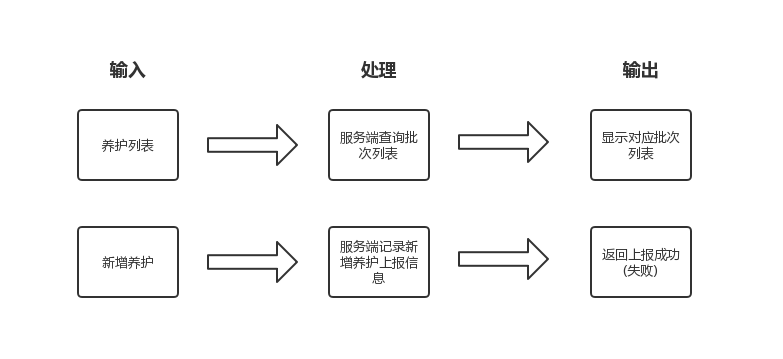 输入
处理
输出
养护列表
服务端查询批
次列表
显示对应批次
列表
新增养护
服务端记录新
增养护上报信
息
返回上报成功
(失败)